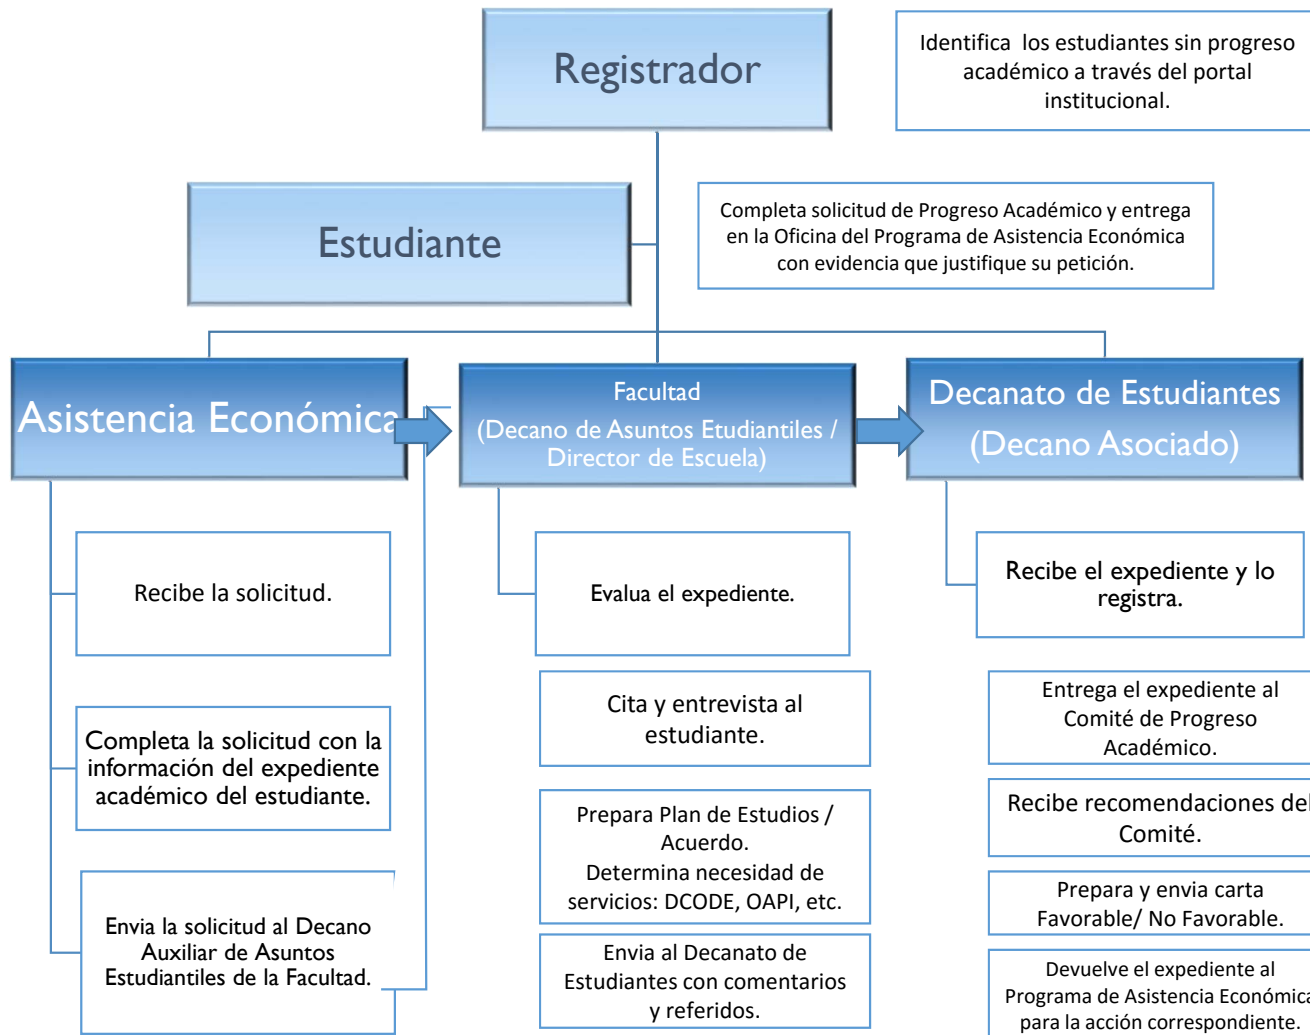 Registrador
Identifica los estudiantes sin progreso
académico a través del portal
institucional.
Estudiante
Completa solicitud de Progreso Académico y entrega
en la Oficina del Programa de Asistencia Económica
con evidencia que justifique su petición.
Asistencia Económica
Facultad
(Decano de Asuntos Etudiantiles /
Director de Escuela)
Decanato de Estudiantes
(Decano Asociado)
Recibe la solicitud.
Completa la solicitud con la
información del expediente
académico del estudiante.
Envia la solicitud al Decano
Auxiliar de Asuntos
Estudiantiles de la Facultad.
Evalua el expediente.
Cita y entrevista al
estudiante.
Prepara Plan de Estudios /
Acuerdo.
Determina necesidad de
servicios: DCODE, OAPI, etc.
Envia al Decanato de
Estudiantes con comentarios
y referidos.
Recibe el expediente y lo
registra.
Entrega el expediente al
Comité de Progreso
Académico.
Recibe recomendaciones del
Comité.
Prepara y envia carta
Favorable/ No Favorable.
Devuelve el expediente al
Programa de Asistencia Económica
para la acción correspondiente.